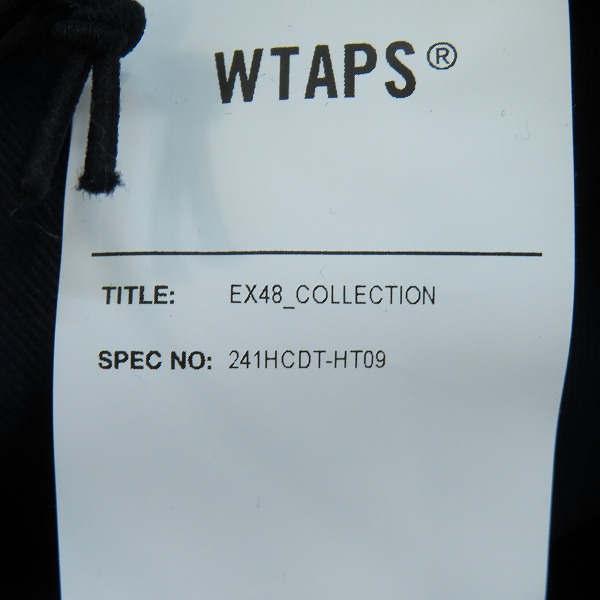 WTAPS®
TITLE: EX48_COLLECTION
SPEC NO: 241HCDT-HT09